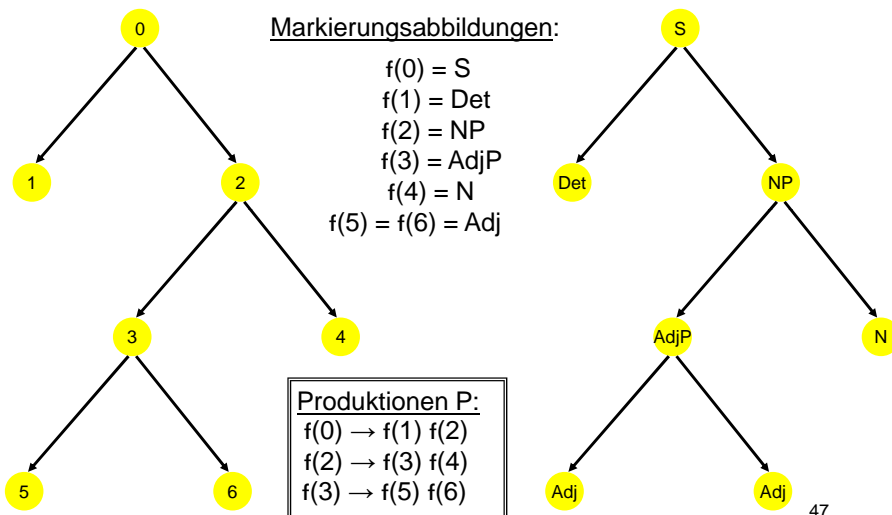 0
Markierungsabbildungen:
S
f(0) = S
f(1) = Det
f(2) = NP
f(3) = AdjP
f(4) = N
f(5) = f(6) = Adj
1
2
Det
NP
3
4
AdjP
N
Produktionen P:
f(0) → f(1) f(2)
f(2) → f(3) f(4)
f(3) → f(5) f(6)
5
6
Adj
Adj
47